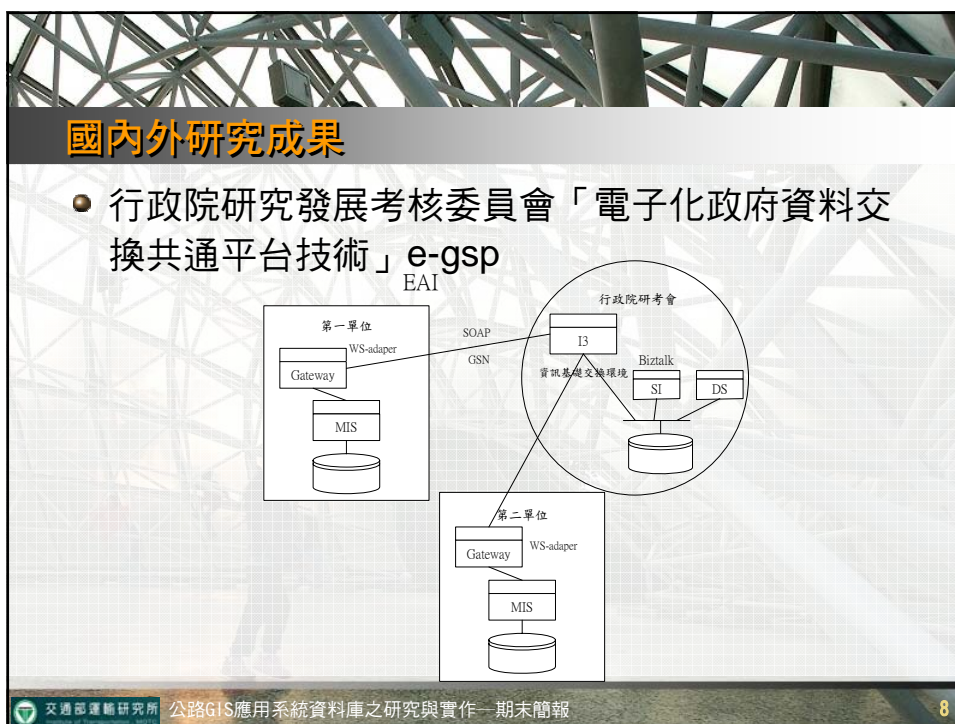 國內外研究成果
行政院研究發展考核委員會「電子化政府資料交
換共通平台技術」e-gsp
EAI
行政院研考會
第一單位
SOAP
WS-adaper
I3
GSN
Biztalk
Gateway
資訊基礎交換環境
SI
DS
MIS
第二單位
WS-adaper
Gateway
MIS
交通部運輸研究所
Institute of Transportation, MOTC
公路GIS應用系統資料庫之研究與實作—期末簡報
8